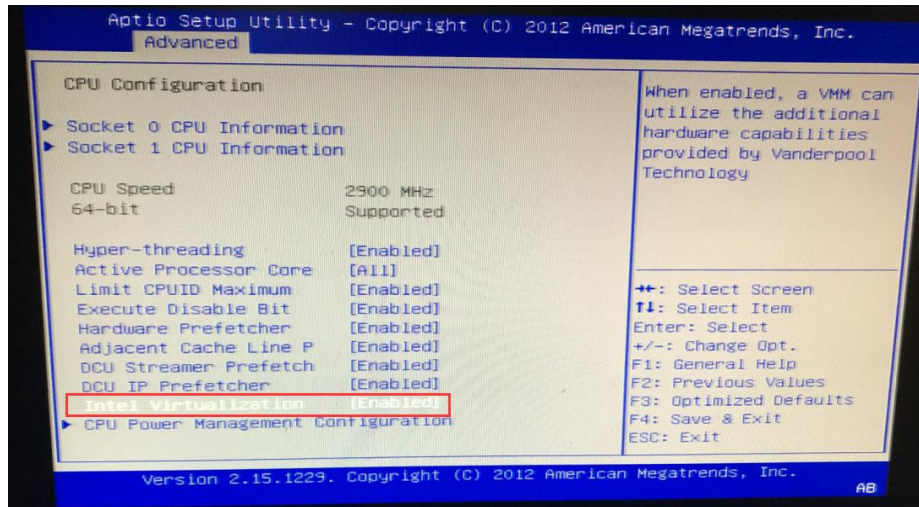 Aptio Setup Utility – Copyright (C) 2012 American Megatrends, Inc.
Advanced
CPU Configuration
Socket 0 CPU Information
Socket 1 CPU Information
CPU Speed 2900 MHz
64-bit Supported
Hyper-threading [Enabled]
Active Processor Core [All]
Limit CPUID Maximum [Enabled]
Execute Disable Bit [Enabled]
Hardware Prefetcher [Enabled]
Adjacent Cache Line P [Enabled]
DCU Streamer Prefetch [Enabled]
DCU IP Prefetcher [Enabled]
Intel Virtualization [Enabled]
CPU Power Management Configuration
When enabled, a VMM can
utilize the additional
hardware capabilities
provided by Vanderpool
Technology
→←: Select Screen
↑↓: Select Item
Enter: Select
+/-: Change Opt.
F1: General Help
F2: Previous Values
F3: Optimized Defaults
F4: Save & Exit
ESC: Exit
Version 2.15.1229. Copyright (C) 2012 American Megatrends, Inc.
AB